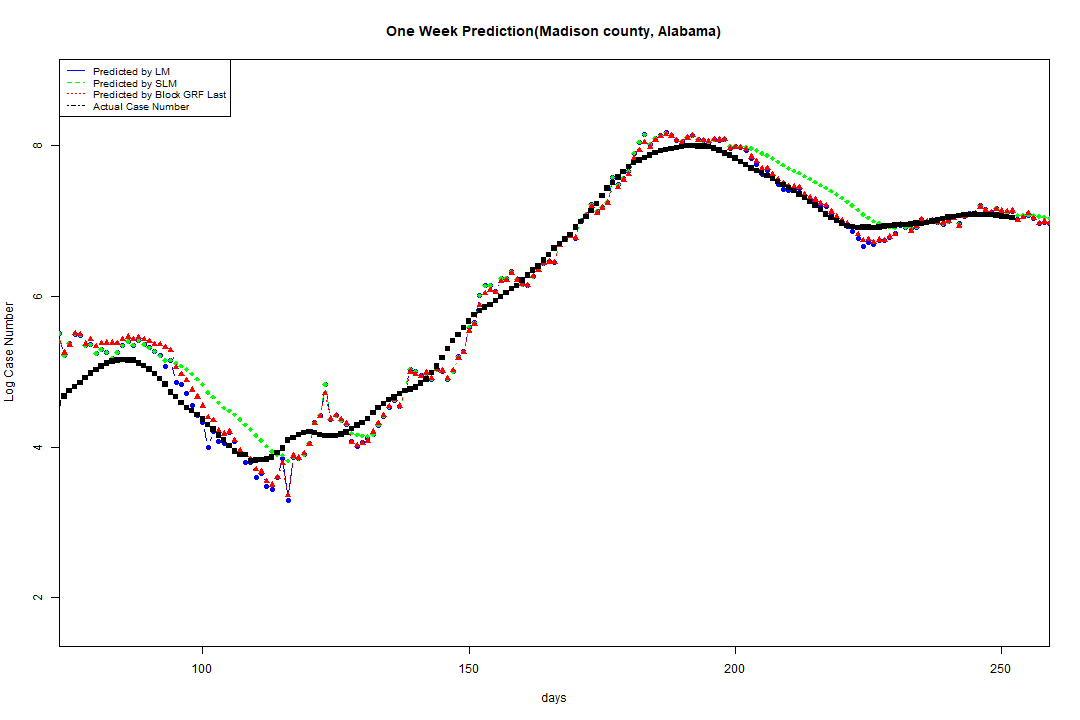 One Week Prediction(Madison county, Alabama)
Predicted by LM
Predicted by SLM
Predicted by Block GRF Last
Actual Case Number
8
6
4
2
Log Case Number
100
150
200
250
days